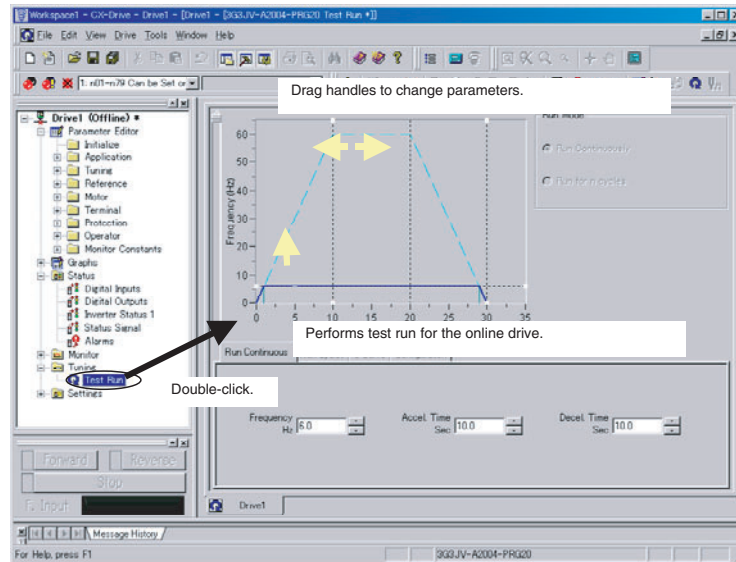 Workspace1 - CX-Drive - Drive1 - [Drive1 - [3G3JV-A2004-PRG20 Test Run *]]
File Edit View Drive Tools Window Help
1. n01-n79 Can be Set or
Drag handles to change parameters.
Drive1 (Offline) *
Parameter Editor
Initialize
Application
Tuning
Reference
Motor
Terminal
Protection
Operator
Monitor Constants
Graphs
Status
Digital Inputs
Digital Outputs
Inverter Status 1
Status Signal
Alarms
Monitor
Tuning
Test Run
Settings
Run Mode
Run Continuously
Run for n cycles
Frequency (Hz)
60
50
40
30
20
10
0
0 5 10 15 20 25 30 35
Performs test run for the online drive.
Double-click.
Run Continuous
Frequency Hz 6.0
Accel. Time Sec 10.0
Decel. Time Sec 10.0
Forward Reverse
Stop
F. Input
Drive1
Message History
For Help, press F1
3G3JV-A2004-PRG20